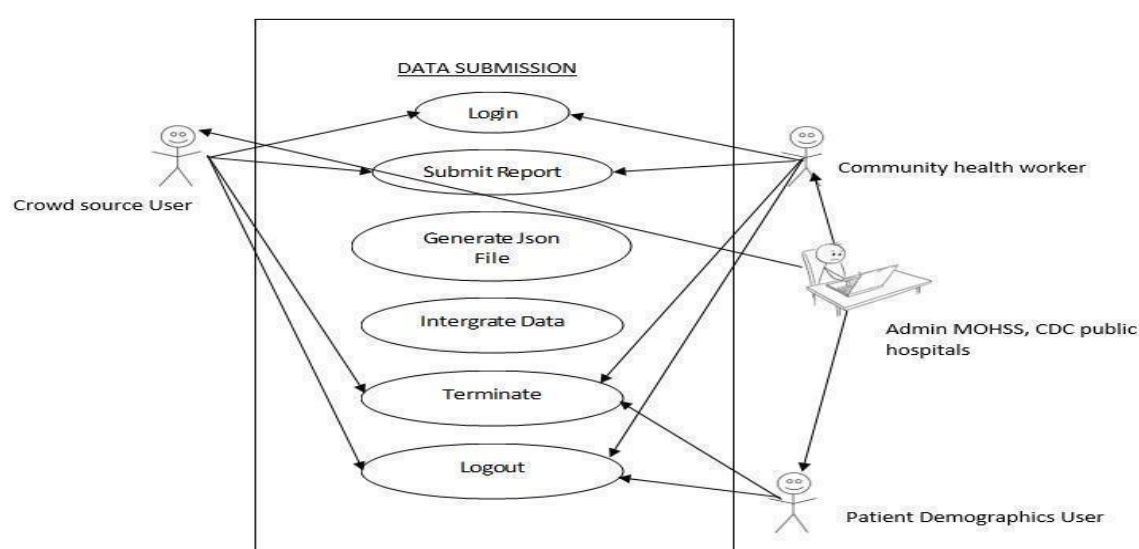 DATA SUBMISSION
Login
Submit Report
Community health worker
Crowd source User
Generate Json
File
Intergrate Data
Admin MOHSS, CDC public
hospitals
Terminate
Logout
Patient Demographics User